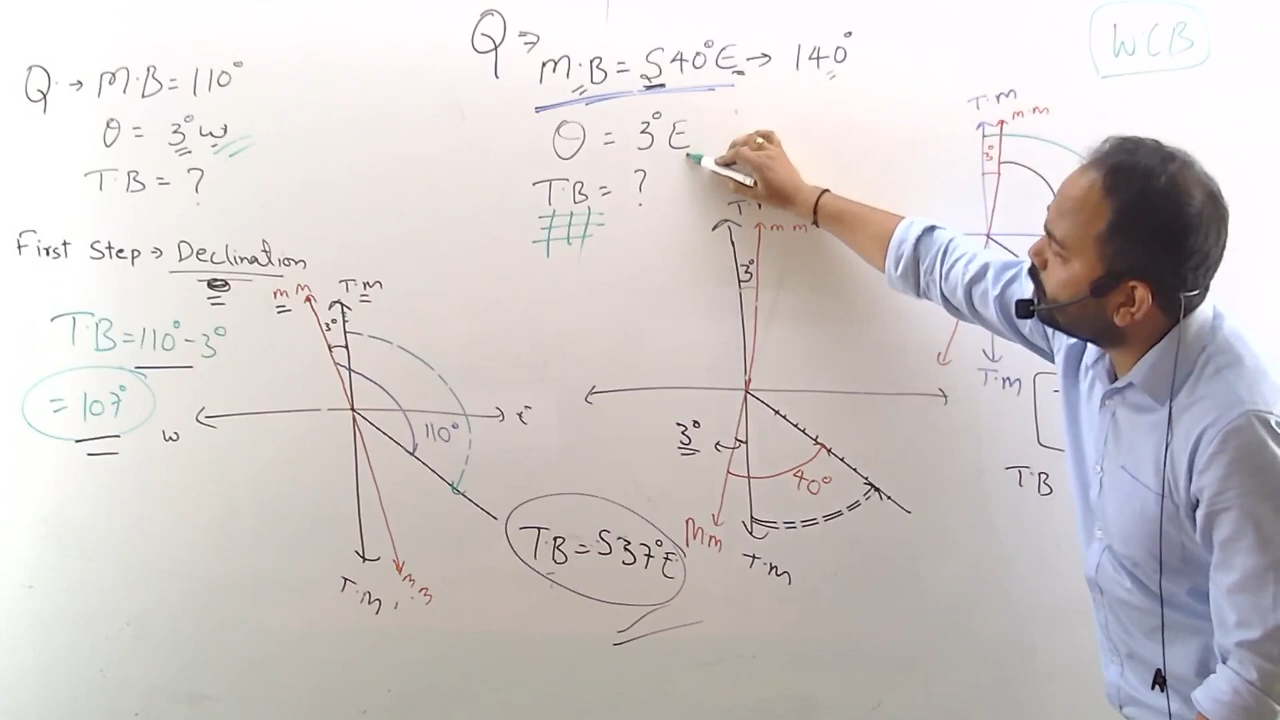 Q. → M.B = 110°
θ = 3° W
T.B = ?
First Step → Declination
T.B = 110° - 3°
= 107°
M M
T.M
3°
110°
W
E
T.M.
M.M
Q ⇒
M.B = S40°E → 140°
θ = 3° E
T.B = ?
M M
3°
3°
40°
MM
T.M
T.B = S37°E
WCB
T.M
M.M
3°
T.M
T.B